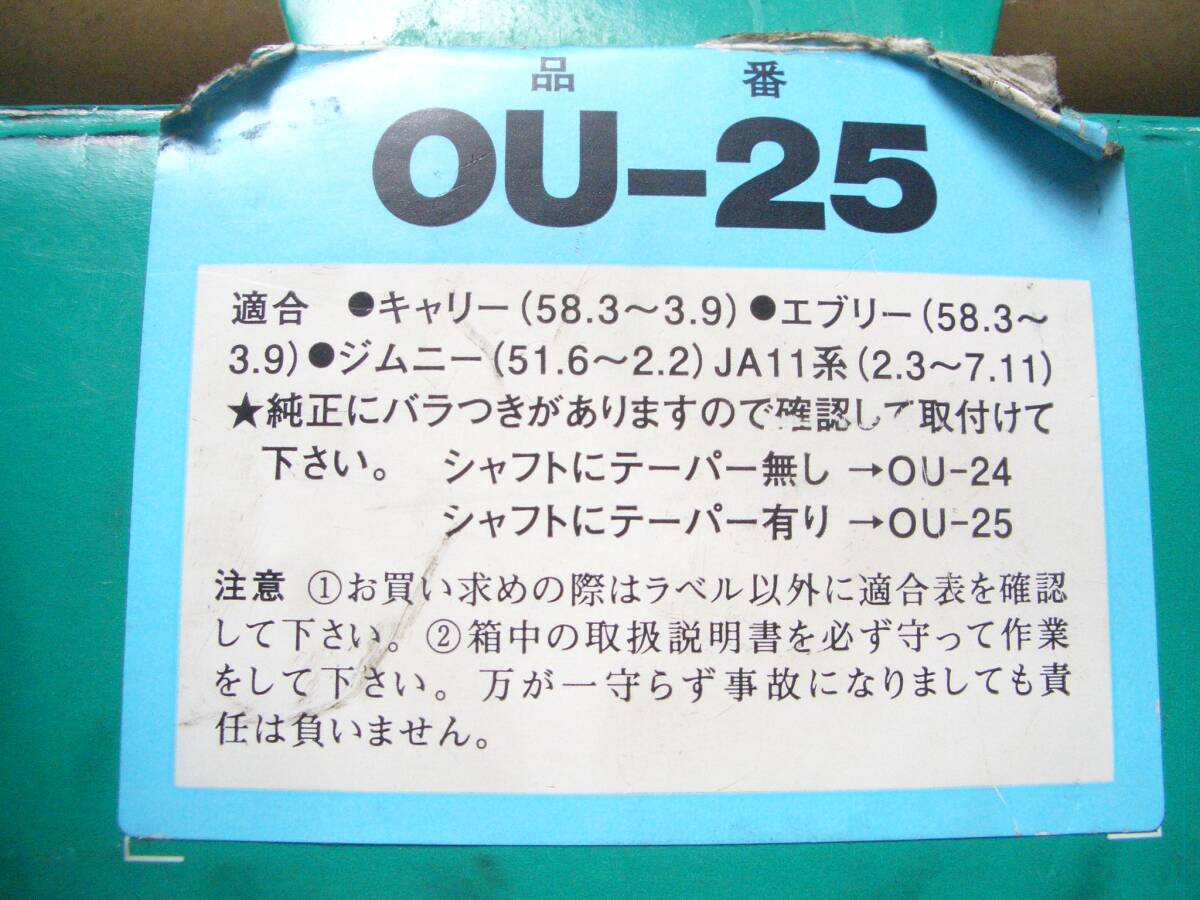 品番
OU-25
適合 ●キャリー(58.3〜3.9)●エブリー(58.3〜
3.9)●ジムニー(51.6〜2.2)JA11系(2.3〜7.11)
★純正にバラつきがありますので確認して取付けて
下さい。 シャフトにテーパー無し →OU-24
シャフトにテーパー有り →OU-25
注意 ①お買い求めの際はラベル以外に適合表を確認
して下さい。②箱中の取扱説明書を必ず守って作業
をして下さい。万が一守らず事故になりましても責
任は負いません。